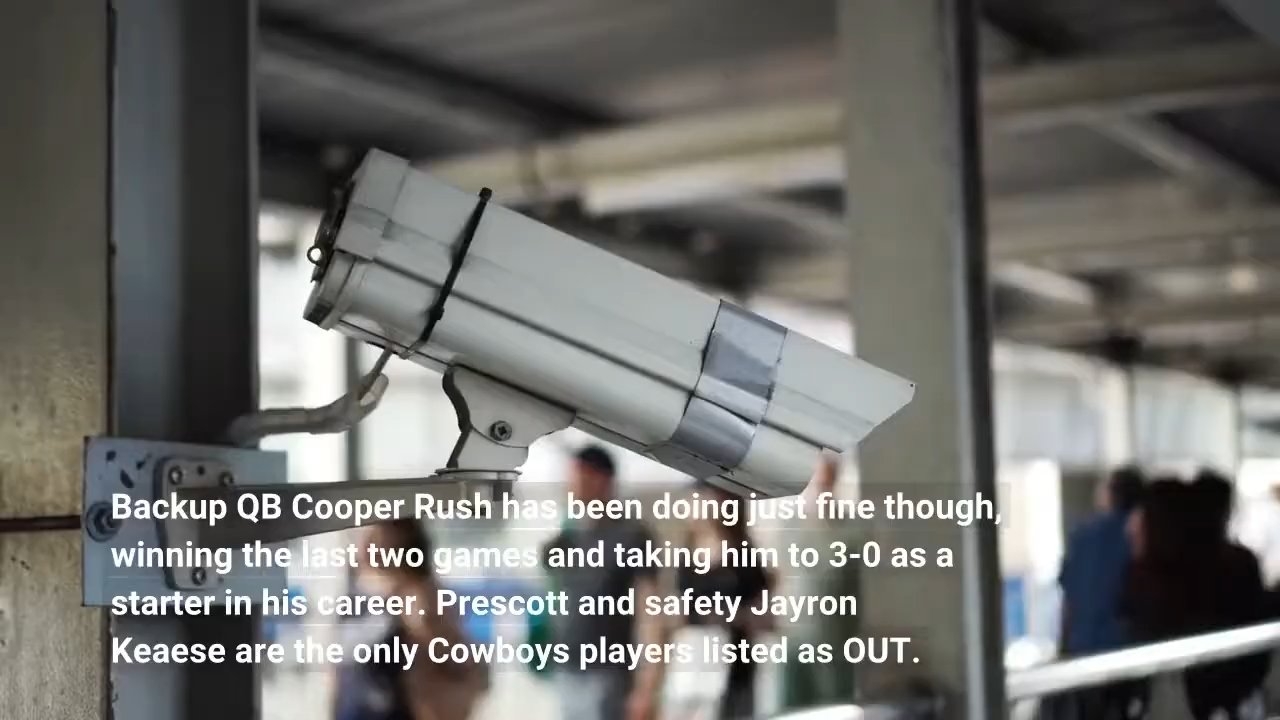 Backup QB Cooper Rush has been doing just fine though,
winning the last two games and taking him to 3-0 as a
starter in his career. Prescott and safety Jayron
Keaese are the only Cowboys players listed as OUT.